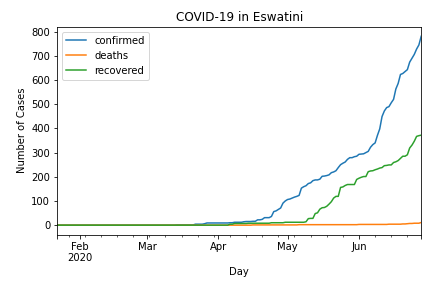 COVID-19 in Eswatini
confirmed
deaths
recovered
Number of Cases
800
700
600
500
400
300
200
100
0
Feb
2020
Mar
Apr
May
Jun
Day